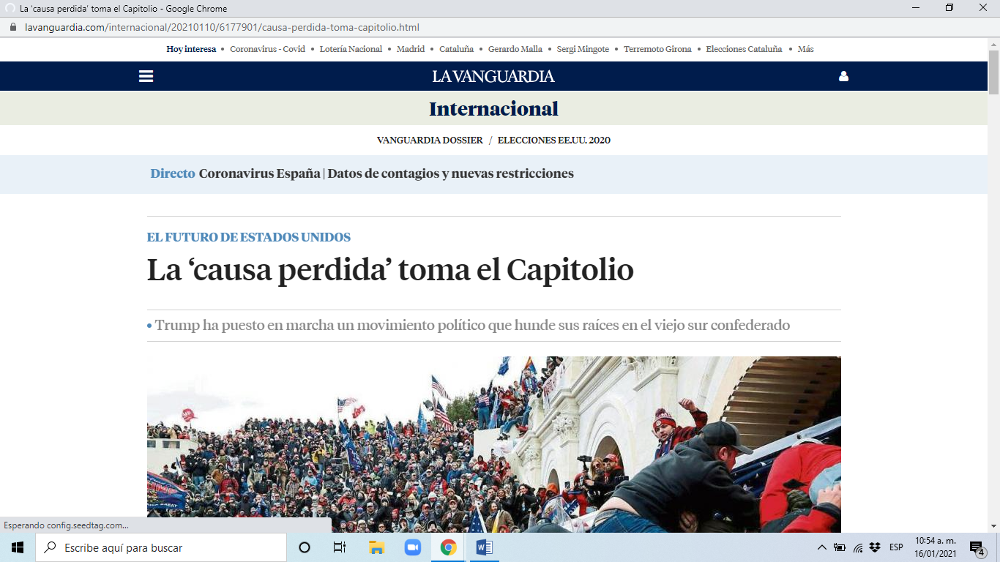 La 'causa perdida' toma el Capitolio - Google Chrome
lavanguardia.com/internacional/20210110/6177901/causa-perdida-toma-capitolio.html
Hoy interesa • Coronavirus - Covid • Lotería Nacional • Madrid • Cataluña • Gerardo Malla • Sergi Mingote • Terremoto Girona • Elecciones Cataluña • Más
LA VANGUARDIA
Internacional
VANGUARDIA DOSSIER / ELECCIONES EE.UU. 2020
Directo Coronavirus España | Datos de contagios y nuevas restricciones
EL FUTURO DE ESTADOS UNIDOS
La ‘causa perdida’ toma el Capitolio
• Trump ha puesto en marcha un movimiento político que hunde sus raíces en el viejo sur confederado
Esperando config.seedtag.com...
Escribe aquí para buscar
ESP
10:54 a. m.
16/01/2021
4